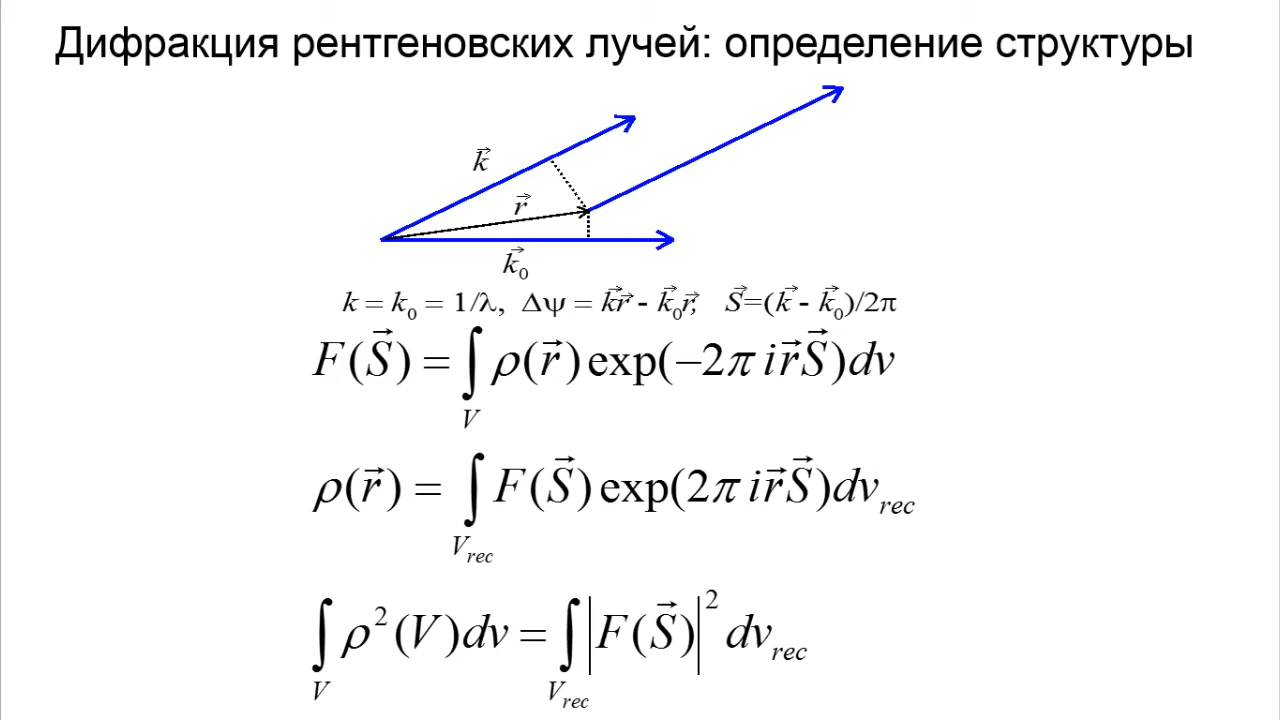 Дифракция рентгеновских лучей: определение структуры
k⃗
r⃗
k⃗₀
k = k₀ = 1/λ, Δψ = k⃗r⃗ - k⃗₀r⃗; S⃗=(k⃗ - k⃗₀)/2π
F(S⃗) = ∫_V ρ(r⃗) exp(−2π i r⃗S⃗)dv
ρ(r⃗) = ∫_{V_rec} F(S⃗) exp(2π i r⃗S⃗)dv_rec
∫_V ρ²(V)dv = ∫_{V_rec} |F(S⃗)|² dv_rec